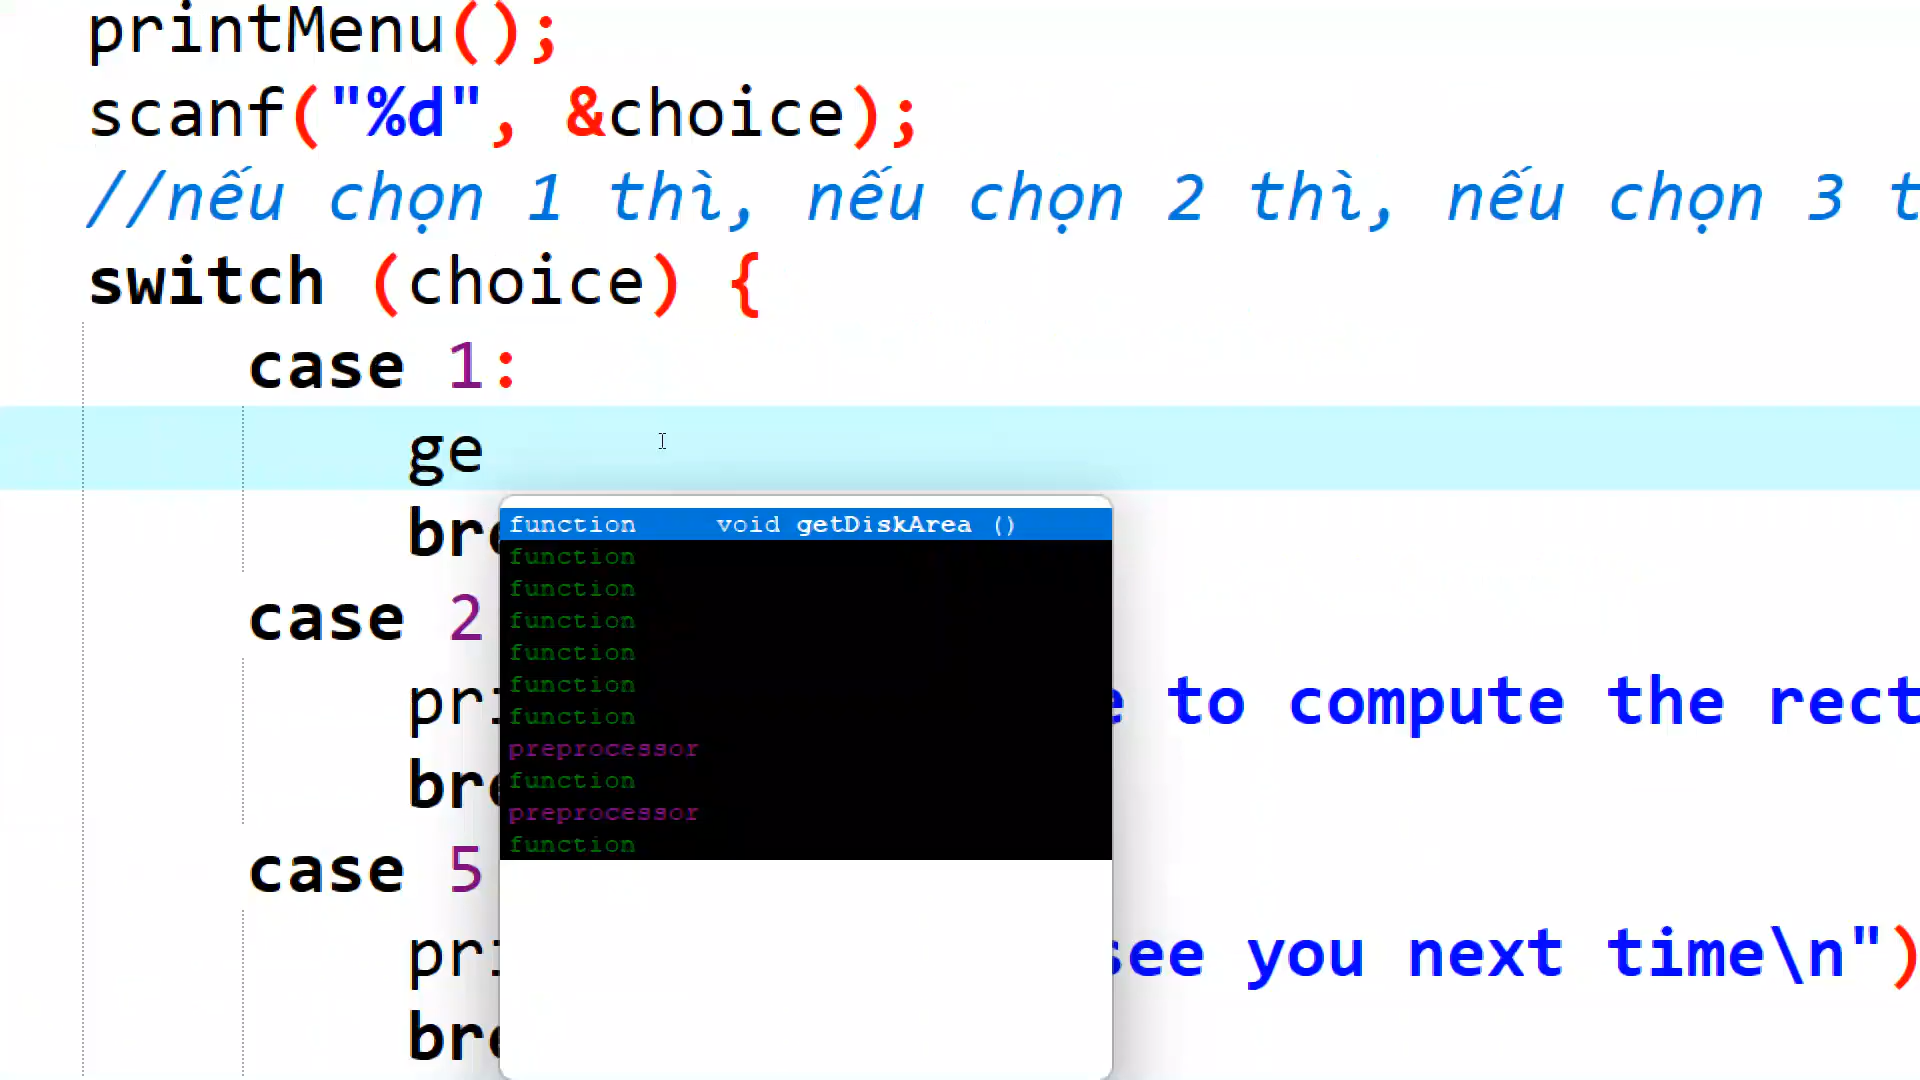 printMenu();
scanf("%d", &choice);
//nếu chọn 1 thì, nếu chọn 2 thì, nếu chọn 3 t
switch (choice) {
case 1:
ge
bre
function void getDiskArea ()
function
function
case 2
function
function
function
pri
e to compute the rect
function
preprocessor
bre
function
preprocessor
case 5
function
pri
see you next time\n")
bre